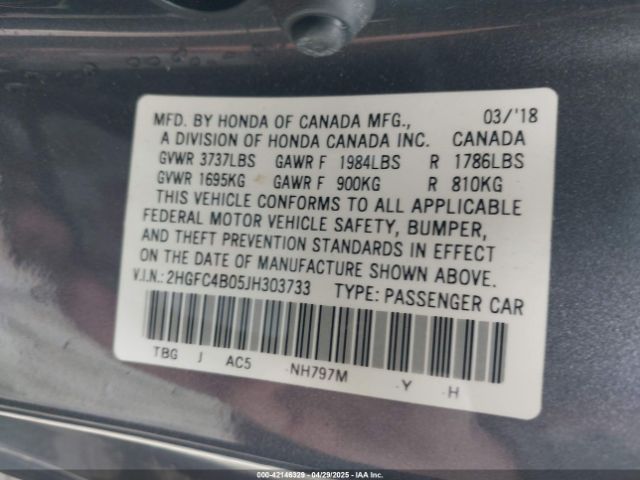 MFD. BY HONDA OF CANADA MFG., 03/'18
A DIVISION OF HONDA CANADA INC. CANADA
GVWR 3737LBS GAWR F 1984LBS R 1786LBS
GVWR 1695KG GAWR F 900KG R 810KG
THIS VEHICLE CONFORMS TO ALL APPLICABLE
FEDERAL MOTOR VEHICLE SAFETY, BUMPER,
AND THEFT PREVENTION STANDARDS IN EFFECT
ON THE DATE OF MANUFACTURE SHOWN ABOVE.
V.I.N.: 2HGFC4B05JH303733 TYPE: PASSENGER CAR
TBG J AC5 NH797M Y H
000-42146329 - 04/29/2025 - IAA Inc.